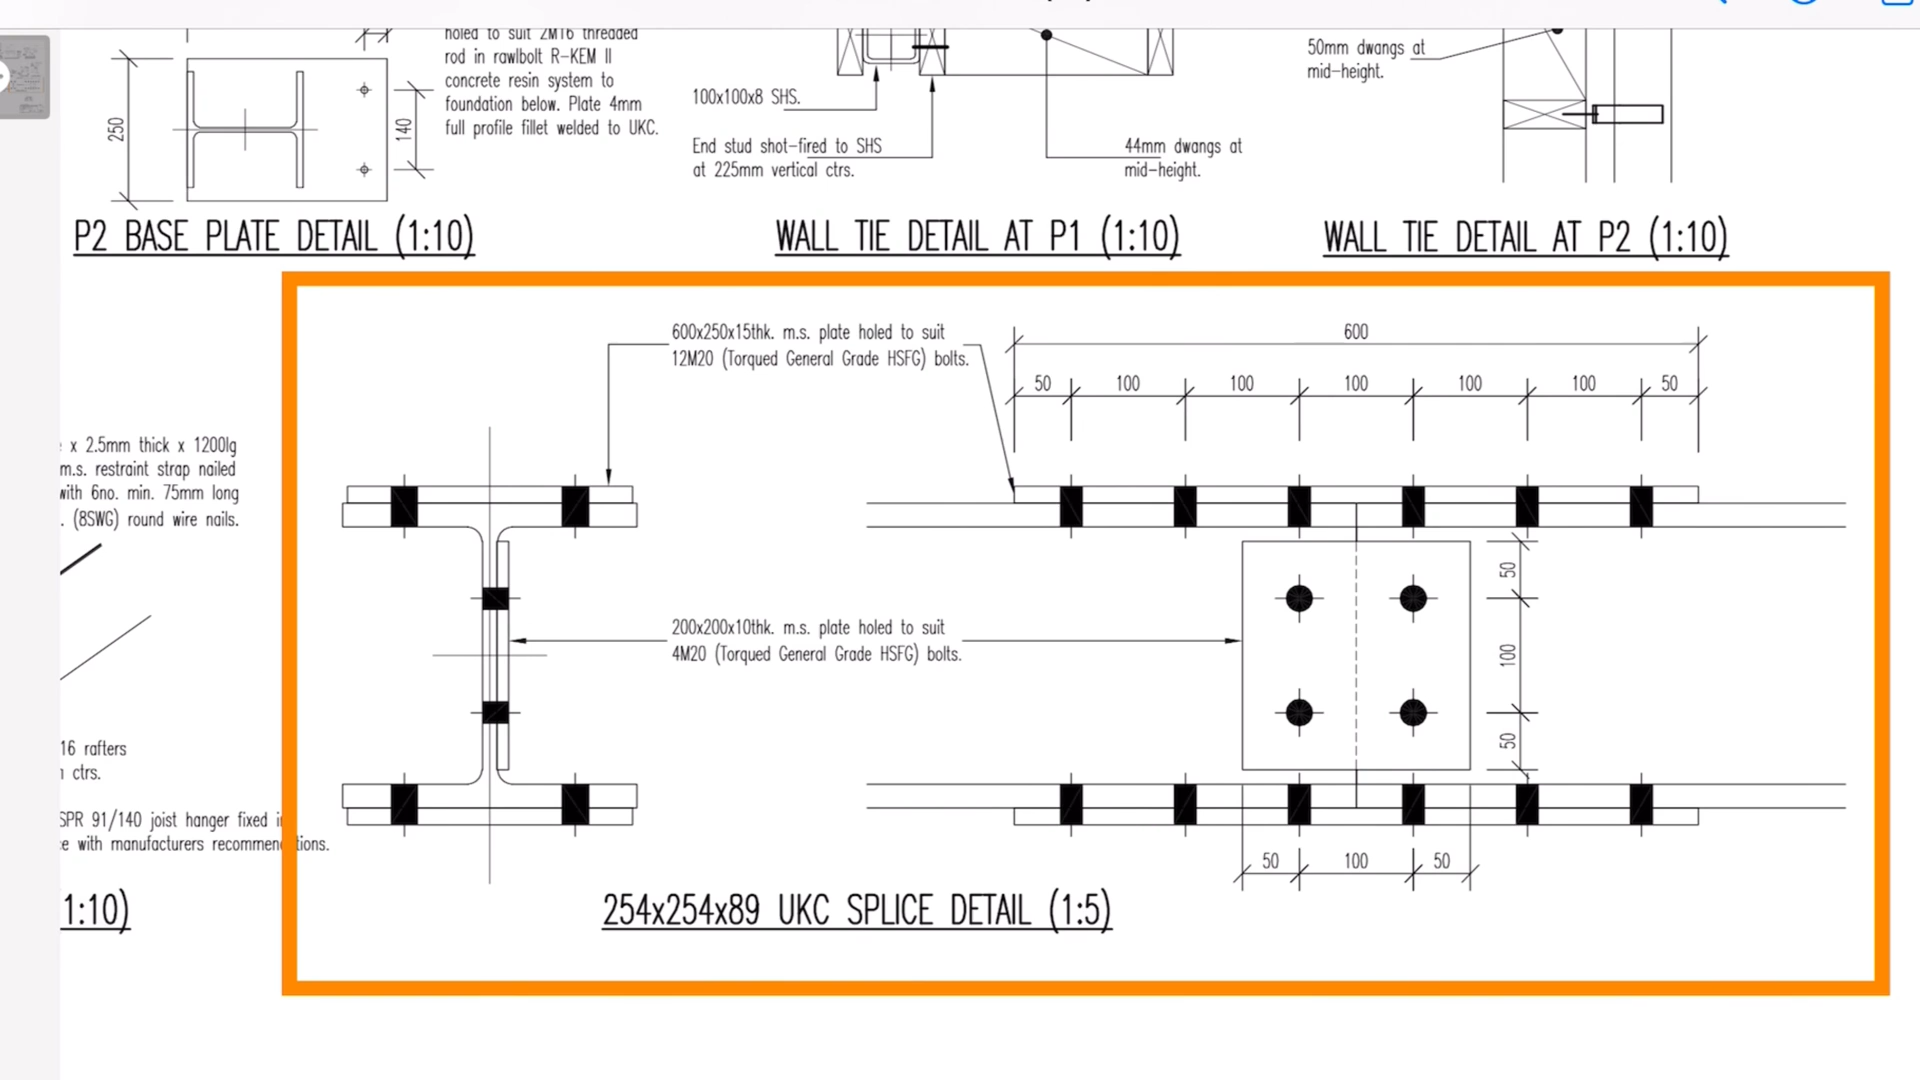 holed to suit 2M16 threaded
rod in rawlbolt R-KEM II
concrete resin system to
foundation below. Plate 4mm
full profile fillet welded to UKC.
250
140
P2 BASE PLATE DETAIL (1:10)
100x100x8 SHS.
End stud shot-fired to SHS
at 225mm vertical ctrs.
44mm dwangs at
mid-height.
WALL TIE DETAIL AT P1 (1:10)
50mm dwangs at
mid-height.
WALL TIE DETAIL AT P2 (1:10)
x 2.5mm thick x 1200lg
m.s. restraint strap nailed
with 6no. min. 75mm long
. (8SWG) round wire nails.
16 rafters
ctrs.
SPR 91/140 joist hanger fixed
with manufacturers recommen tions.
1:10)
600x250x15thk. m.s. plate holed to suit
12M20 (Torqued General Grade HSFG) bolts.
600
50 100 100 100 100 100 50
200x200x10thk. m.s. plate holed to suit
4M20 (Torqued General Grade HSFG) bolts.
50
100
50
50 100 50
254x254x89 UKC SPLICE DETAIL (1:5)